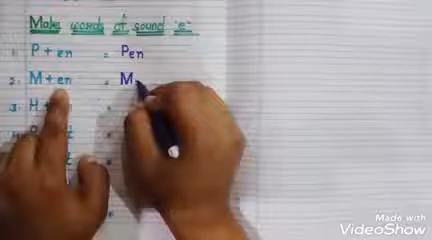 Make words of sound "e"
1. P + en = Pen
2. M + en = M
3. H +
Made with
VideoShow